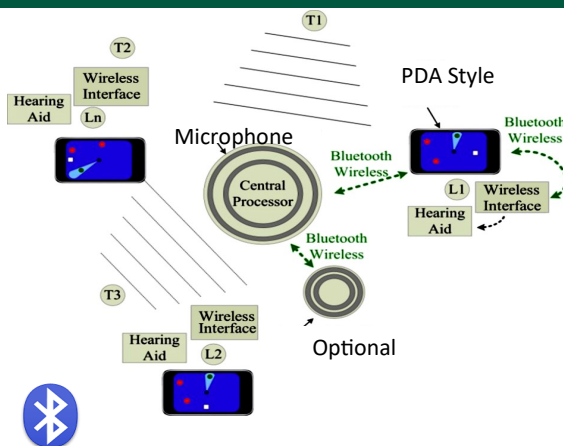 T1
T2
Wireless
Interface
Hearing
Aid
Ln
PDA Style
Microphone
Bluetooth
Wireless
Bluetooth
Wireless
Central
Processor
L1
Wireless
Interface
Hearing
Aid
Bluetooth
Wireless
T3
Wireless
Interface
Hearing
Aid
L2
Optional